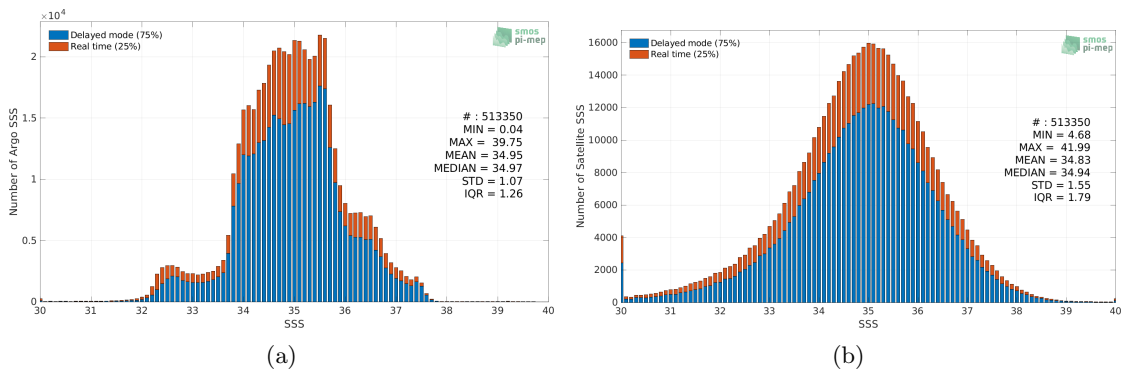 ×10⁴
Delayed mode (75%)
Real time (25%)
smos
pi-mep
2
1.5
1
0.5
0
Number of Argo SSS
# : 513350
MIN = 0.04
MAX = 39.75
MEAN = 34.95
MEDIAN = 34.97
STD = 1.07
IQR = 1.26
30 31 32 33 34 35 36 37 38 39 40
SSS
(a)
Delayed mode (75%)
Real time (25%)
smos
pi-mep
16000
14000
12000
10000
8000
6000
4000
2000
0
Number of Satellite SSS
# : 513350
MIN = 4.68
MAX = 41.99
MEAN = 34.83
MEDIAN = 34.94
STD = 1.55
IQR = 1.79
30 31 32 33 34 35 36 37 38 39 40
SSS
(b)